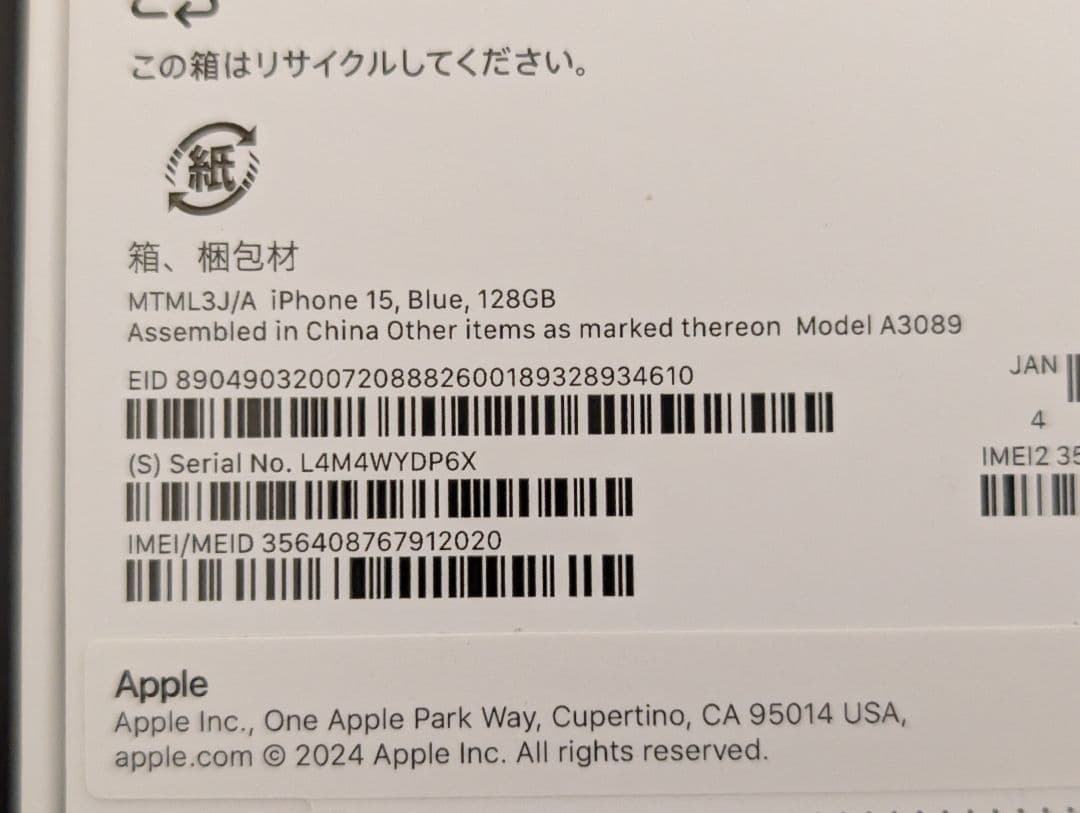 この箱はリサイクルしてください。
紙
箱、梱包材
MTML3J/A iPhone 15, Blue, 128GB
Assembled in China Other items as marked thereon Model A3089
EID 89049032007208882600189328934610
JAN
4
(S) Serial No. L4M4WYDP6X
IMEI2 35
IMEI/MEID 356408767912020
Apple
Apple Inc., One Apple Park Way, Cupertino, CA 95014 USA,
apple.com © 2024 Apple Inc. All rights reserved.